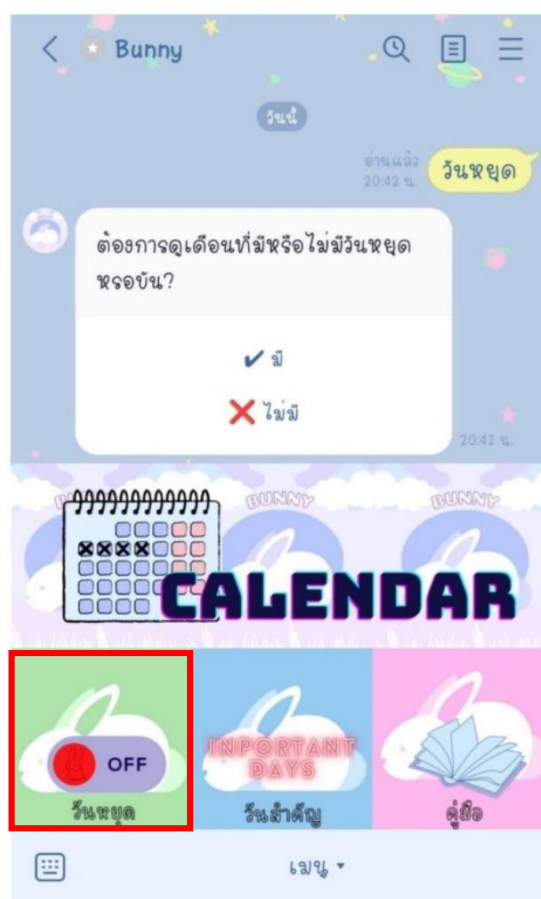 Bunny
วันนี้
อ่านแล้ว
20:42 น.
วันหยุด
ต้องการดูเดือนที่มีหรือไม่มีวันหยุด
หรอบัน?
✔ มี
❌ ไม่มี
20:42 น.
BUNNY
BUNNY
CALENDAR
OFF
วันหยุด
INPORTANT
DAYS
วันสำคัญ
คู่มือ
เมนู